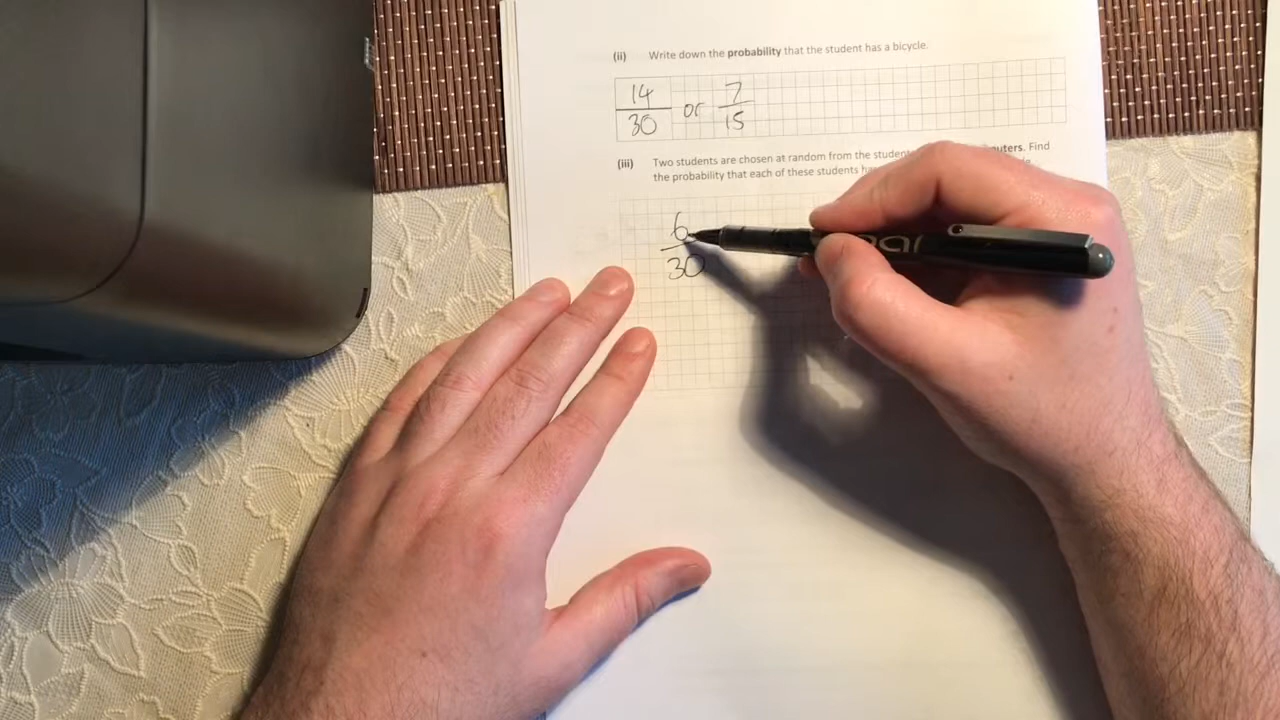 (ii) Write down the probability that the student has a bicycle.
14
30
or
7
15
(iii) Two students are chosen at random from the student
Find
the probability that each of these students
6
30